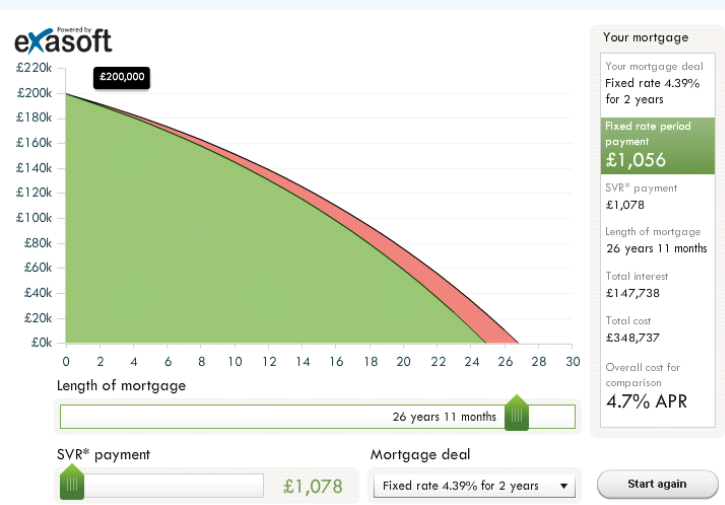 Powered by
exasoft
£220k
£200,000
£200k
£180k
£160k
£140k
£120k
£100k
£80k
£60k
£40k
£20k
£0k
0 2 4 6 8 10 12 14 16 18 20 22 24 26 28 30
Length of mortgage
26 years 11 months
SVR* payment
£1,078
Mortgage deal
Fixed rate 4.39% for 2 years
Your mortgage
Your mortgage deal
Fixed rate 4.39%
for 2 years
Fixed rate period
payment
£1,056
SVR* payment
£1,078
Length of mortgage
26 years 11 months
Total interest
£147,738
Total cost
£348,737
Overall cost for
comparison
4.7% APR
Start again